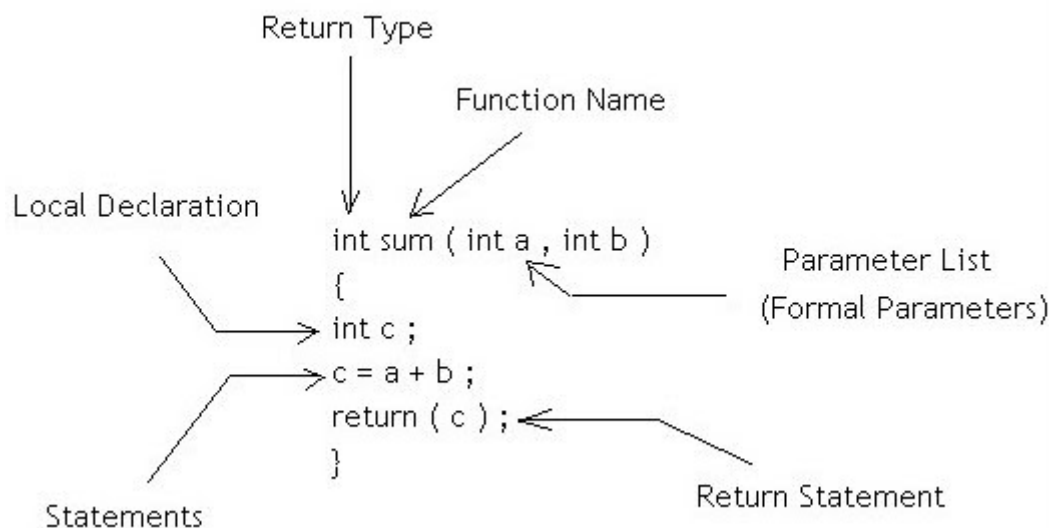 Return Type
Function Name
Local Declaration
int sum ( int a , int b )
Parameter List
(Formal Parameters)
{
int c ;
c = a + b ;
return ( c ) ;
}
Return Statement
Statements